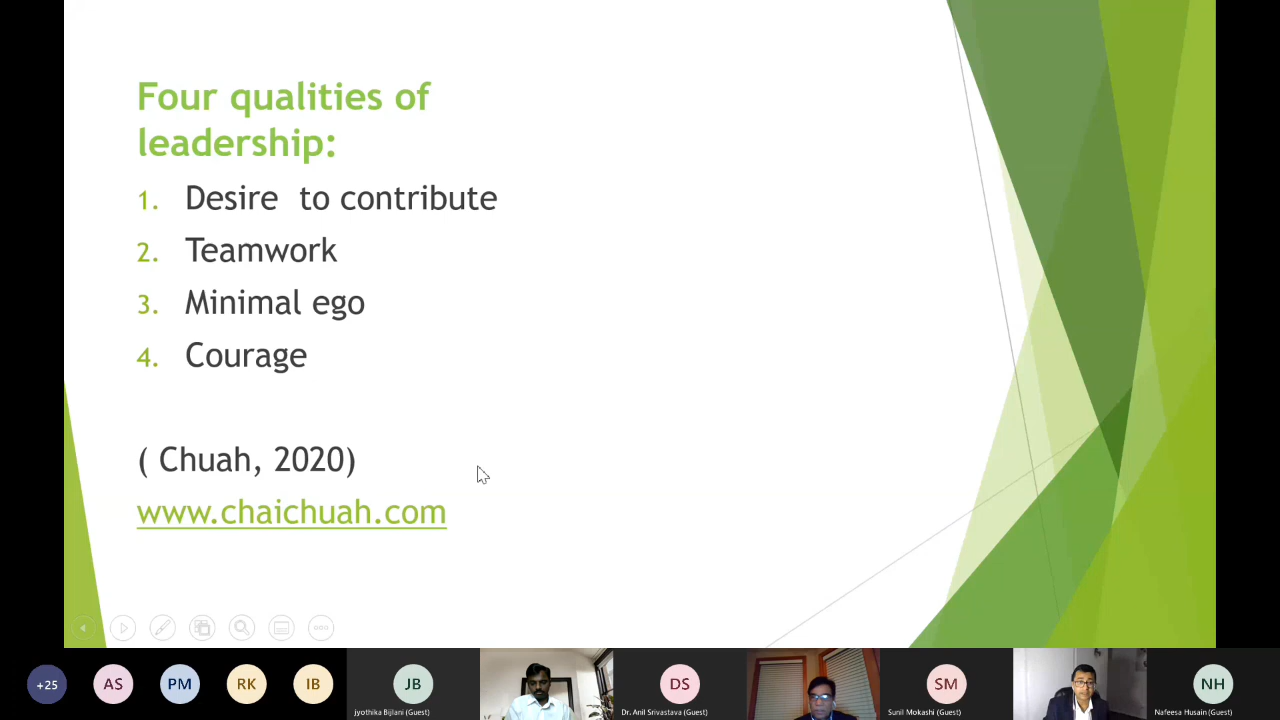 Four qualities of
leadership:
1. Desire to contribute
2. Teamwork
3. Minimal ego
4. Courage
( Chuah, 2020)
www.chaichuah.com
+25
AS
PM
RK
IB
JB
jyothika Bijlani (Guest)
DS
Dr. Anil Srivastava (Guest)
SM
Sunil Mokashi (Guest)
NH
Nafeesa Husain (Guest)